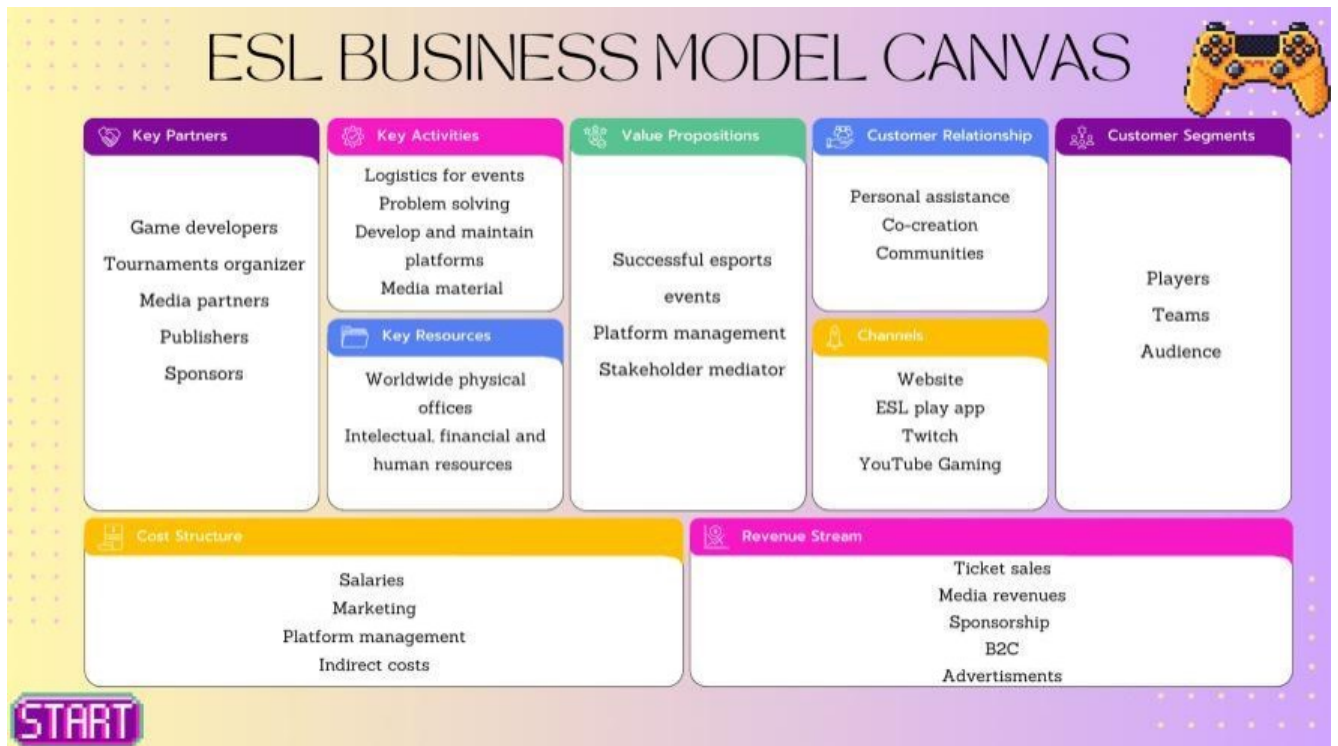 ESL BUSINESS MODEL CANVAS
Key Partners
Game developers
Tournaments organizer
Media partners
Publishers
Sponsors
Key Activities
Logistics for events
Problem solving
Develop and maintain
platforms
Media material
Key Resources
Worldwide physical
offices
Intelectual, financial and
human resources
Value Propositions
Successful esports
events
Platform management
Stakeholder mediator
Customer Relationship
Personal assistance
Co-creation
Communities
Channels
Website
ESL play app
Twitch
YouTube Gaming
Customer Segments
Players
Teams
Audience
Cost Structure
Salaries
Marketing
Platform management
Indirect costs
Revenue Stream
Ticket sales
Media revenues
Sponsorship
B2C
Advertisments
START